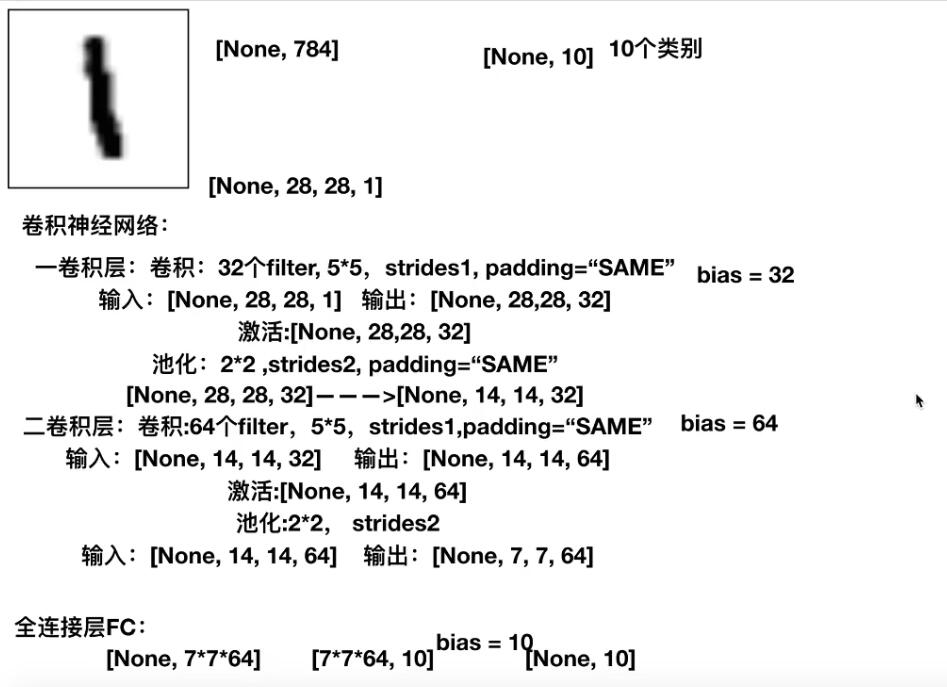 [None, 784] [None, 10] 10个类别
[None, 28, 28, 1]
卷积神经网络：
一卷积层：卷积：32个filter, 5*5，strides1, padding=“SAME” bias = 32
输入：[None, 28, 28, 1] 输出：[None, 28,28, 32]
激活:[None, 28,28, 32]
池化：2*2 ,strides2, padding=“SAME”
[None, 28, 28, 32]———>[None, 14, 14, 32]
二卷积层：卷积:64个filter，5*5，strides1,padding=“SAME” bias = 64
输入：[None, 14, 14, 32] 输出：[None, 14, 14, 64]
激活:[None, 14, 14, 64]
池化:2*2， strides2
输入：[None, 14, 14, 64] 输出：[None, 7, 7, 64]
全连接层FC：
[None, 7*7*64] [7*7*64, 10] bias = 10 [None, 10]